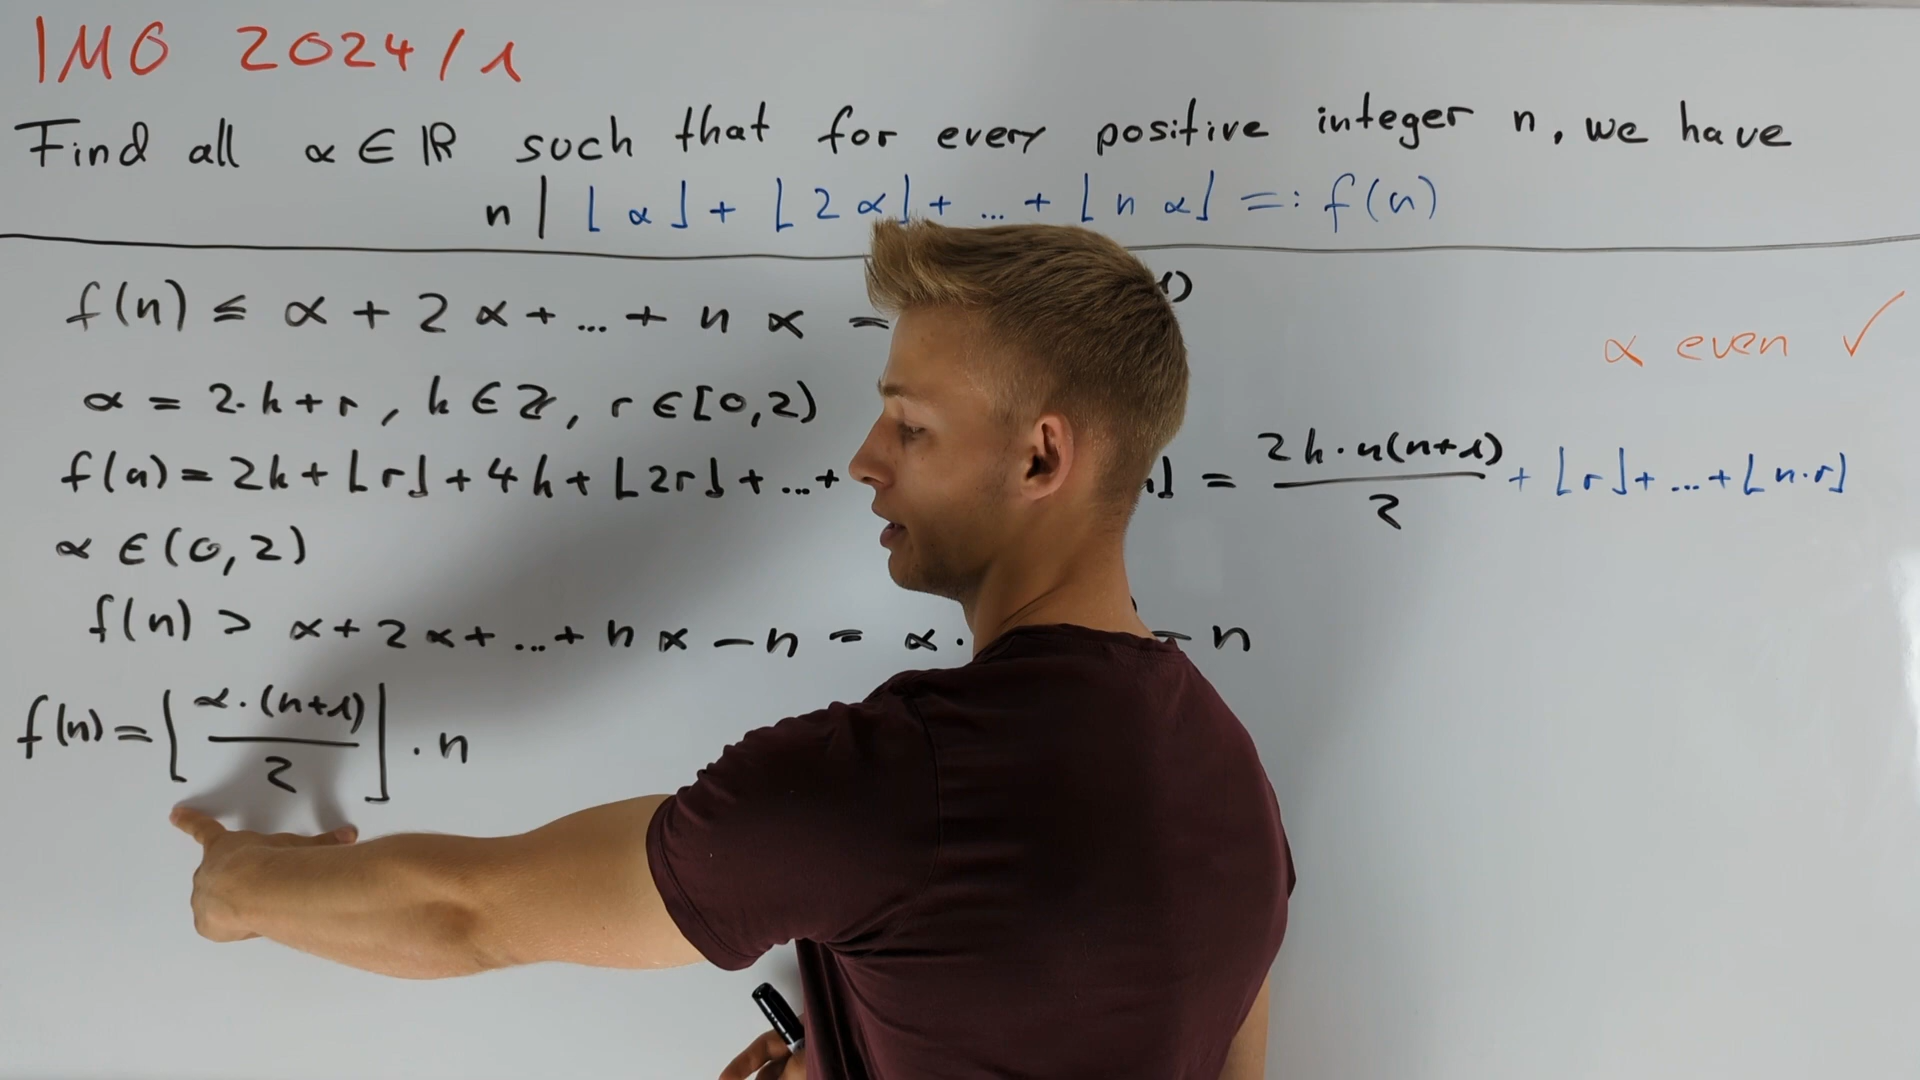 IMO 2024/1
Find all α ∈ ℝ such that for every positive integer n, we have
n | ⌊α⌋ + ⌊2α⌋ + ... + ⌊nα⌋ =: f(n)
f(n) ≤ α + 2α + ... + nα = 1)
α even ✓
α = 2·k + r, k ∈ ℤ, r ∈ [0,2)
f(n) = 2k + ⌊r⌋ + 4k + ⌊2r⌋ + ... + ⌋ = 2k·n(n+1)/2 + ⌊r⌋ + ... + ⌊n·r⌋
α ∈ (0,2)
f(n) > α + 2α + ... + nα − n = α· − n
f(n) = ⌊α·(n+1)/2⌋ · n